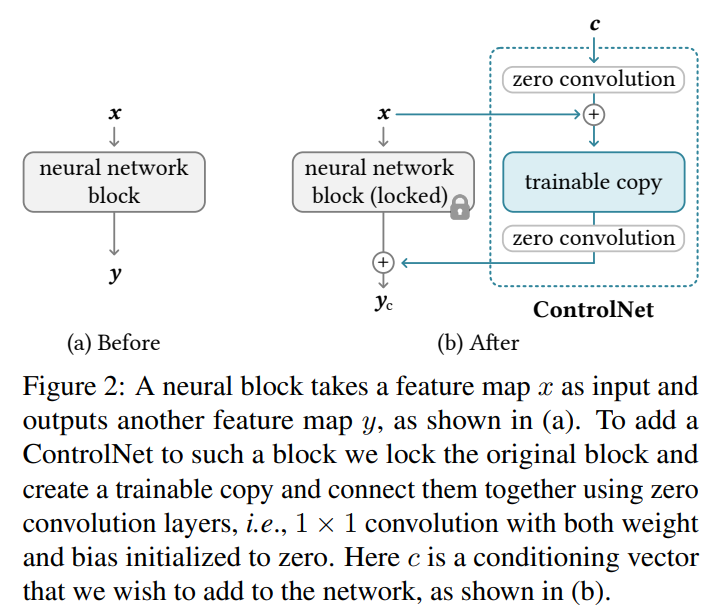 c
zero convolution
x
x
+
neural network
block
neural network
block (locked)
trainable copy
zero convolution
+
y
yc
ControlNet
(a) Before
(b) After
Figure 2: A neural block takes a feature map x as input and
outputs another feature map y, as shown in (a). To add a
ControlNet to such a block we lock the original block and
create a trainable copy and connect them together using zero
convolution layers, i.e., 1 × 1 convolution with both weight
and bias initialized to zero. Here c is a conditioning vector
that we wish to add to the network, as shown in (b).